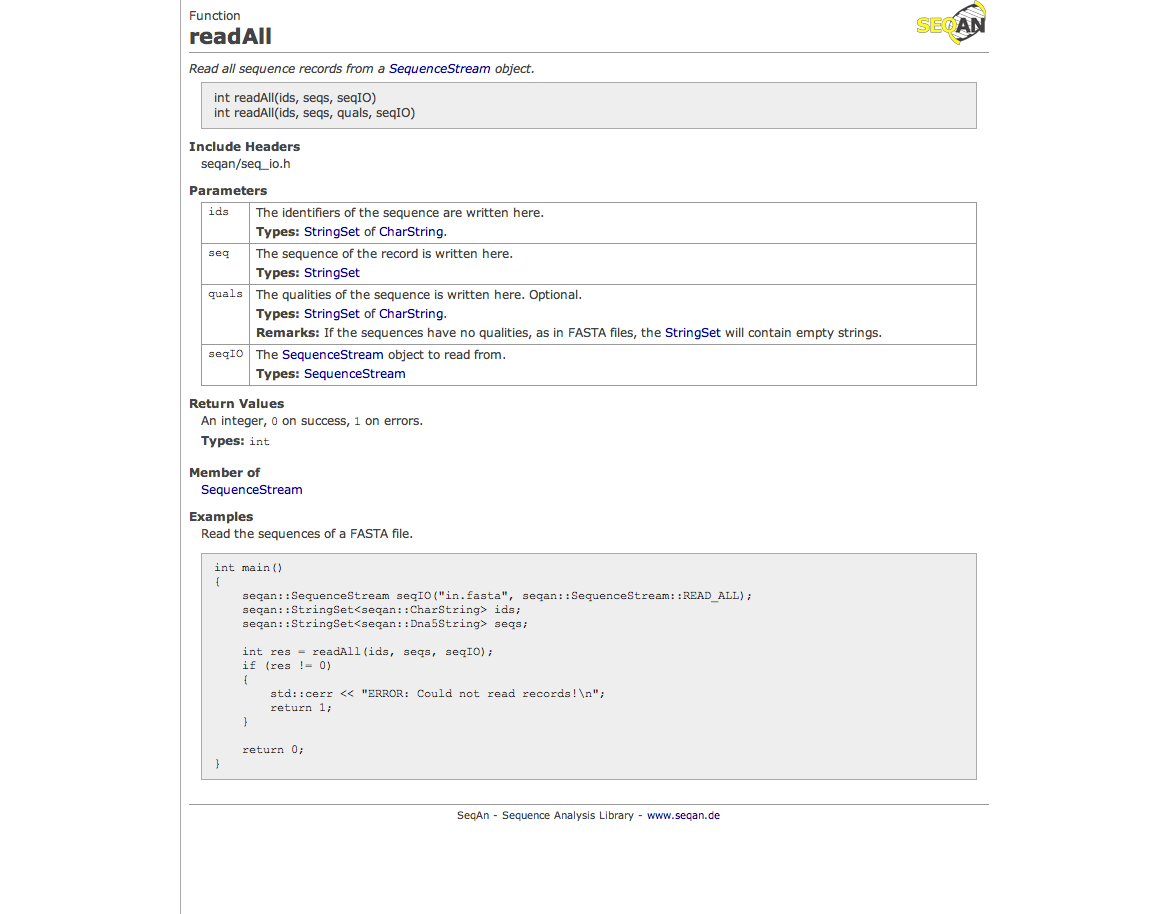 Function
readAll
SEQAN
Read all sequence records from a SequenceStream object.
int readAll(ids, seqs, seqIO)
int readAll(ids, seqs, quals, seqIO)
Include Headers
seqan/seq_io.h
Parameters
ids
The identifiers of the sequence are written here.
Types: StringSet of CharString.
seq
The sequence of the record is written here.
Types: StringSet
quals
The qualities of the sequence is written here. Optional.
Types: StringSet of CharString.
Remarks: If the sequences have no qualities, as in FASTA files, the StringSet will contain empty strings.
seqIO
The SequenceStream object to read from.
Types: SequenceStream
Return Values
An integer, 0 on success, 1 on errors.
Types: int
Member of
SequenceStream
Examples
Read the sequences of a FASTA file.
int main()
{
    seqan::SequenceStream seqIO("in.fasta", seqan::SequenceStream::READ_ALL);
    seqan::StringSet<seqan::CharString> ids;
    seqan::StringSet<seqan::Dna5String> seqs;
    int res = readAll(ids, seqs, seqIO);
    if (res != 0)
    {
        std::cerr << "ERROR: Could not read records!\n";
        return 1;
    }
    return 0;
}
SeqAn - Sequence Analysis Library - www.seqan.de